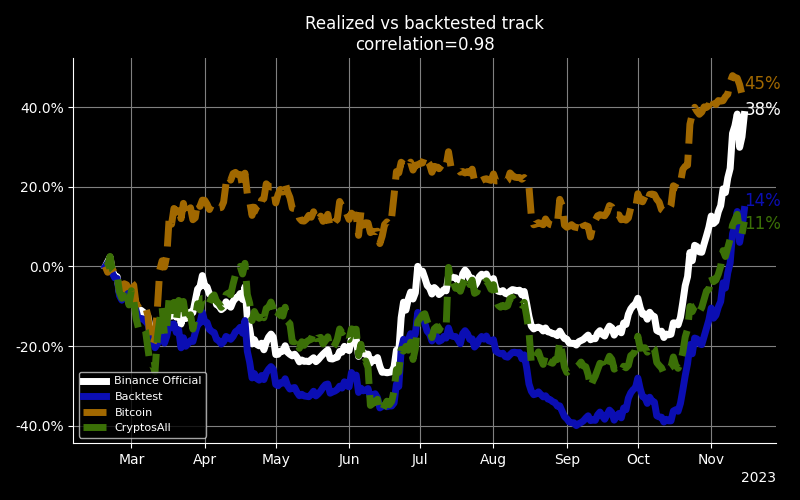 Realized vs backtested track
correlation=0.98
45%
40.0%
38%
20.0%
14%
11%
0.0%
-20.0%
-40.0%
Binance Official
Backtest
Bitcoin
CryptosAll
Mar Apr May Jun Jul Aug Sep Oct Nov
2023